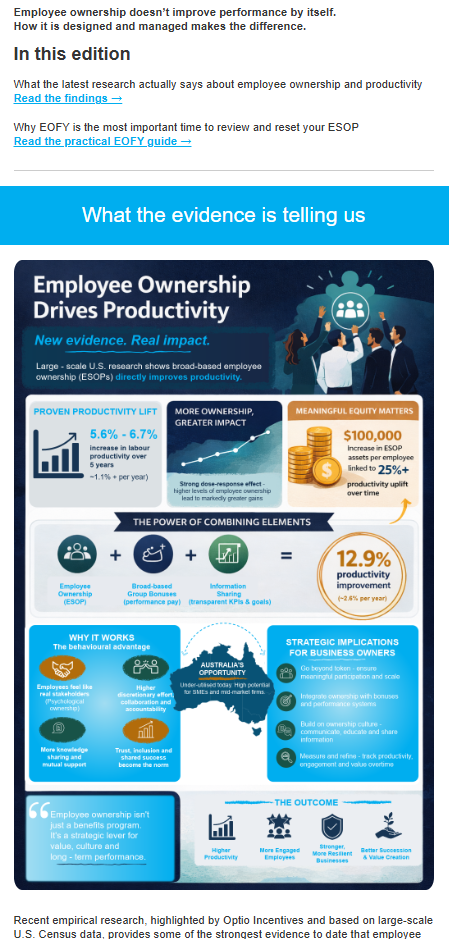 Employee ownership doesn't improve performance by itself.
How it is designed and managed makes the difference.
In this edition
What the latest research actually says about employee ownership and productivity
Read the findings →
Why EOFY is the most important time to review and reset your ESOP
Read the practical EOFY guide →
What the evidence is telling us
Employee Ownership
Drives Productivity
New evidence. Real impact.
Large - scale U.S. research shows broad-based employee
ownership (ESOPs) directly improves productivity.
PROVEN PRODUCTIVITY LIFT
5.6% - 6.7%
increase in labour
productivity over
5 years
~1.1% + per year)
MORE OWNERSHIP,
GREATER IMPACT
Strong dose-response effect -
higher levels of employee ownership
lead to markedly greater gains
MEANINGFUL EQUITY MATTERS
$100,000
increase in ESOP
assets per employee
linked to 25%+
productivity uplift
over time
THE POWER OF COMBINING ELEMENTS
Employee
Ownership
(ESOP)
+
Broad-based
Group Bonuses
(performance pay)
+
Information
Sharing
(transparent KPIs & goals)
=
12.9%
productivity
improvement
(~2.6% per year)
WHY IT WORKS
The behavioural advantage
Employees feel like
real stakeholders
(Psychological
ownership)
Higher
discretionary effort,
collaboration and
accountability
More knowledge
sharing and
mutual support
Trust, inclusion and
shared success
become the norm
AUSTRALIA'S
OPPORTUNITY
Under-utilised today. High potential
for SMEs and mid-market firms.
STRATEGIC IMPLICATIONS
FOR BUSINESS OWNERS
Go beyond token - ensure
meaningful participation and scale
Integrate ownership with bonuses
and performance systems
Build on ownership culture -
communicate, educate and share
information
Measure and refine - track productivity,
engagement and value overtime
Employee ownership isn't
just a benefits program.
It's a strategic lever for
value, culture and
long - term performance.
THE OUTCOME
Higher
Productivity
More Engaged
Employees
Stronger,
More Resilient
Businesses
Better Succession
& Value Creation
Recent empirical research, highlighted by Optio Incentives and based on large-scale
U.S. Census data, provides some of the strongest evidence to date that employee